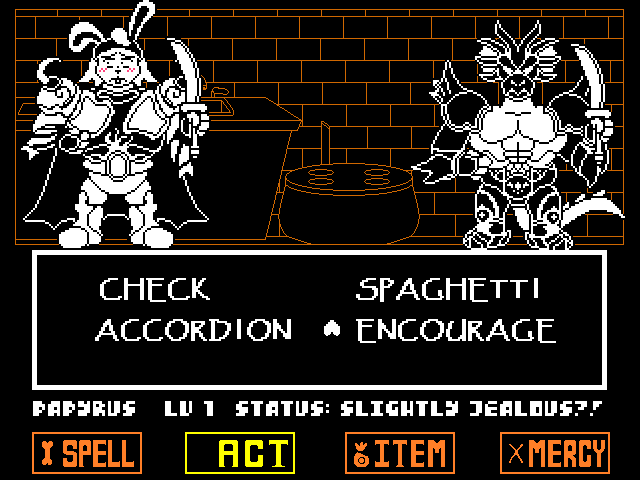 CHECK SPAGHETTI
ACCORDION ENCOURAGE
PAPYRUS LV 1 STATUS: SLIGHTLY JEALOUS?!
SPELL ACT ITEM MERCY